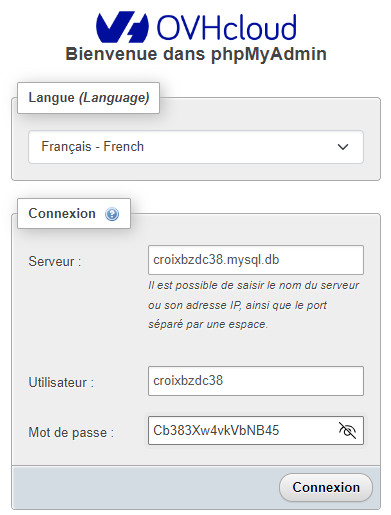 OVHcloud
Bienvenue dans phpMyAdmin
Langue (Language)
Français - French
Connexion
Serveur :
croixbzdc38.mysql.db
Il est possible de saisir le nom du serveur
ou son adresse IP, ainsi que le port
séparé par une espace.
Utilisateur :
croixbzdc38
Mot de passe :
Cb383Xw4vkVbNB45
Connexion